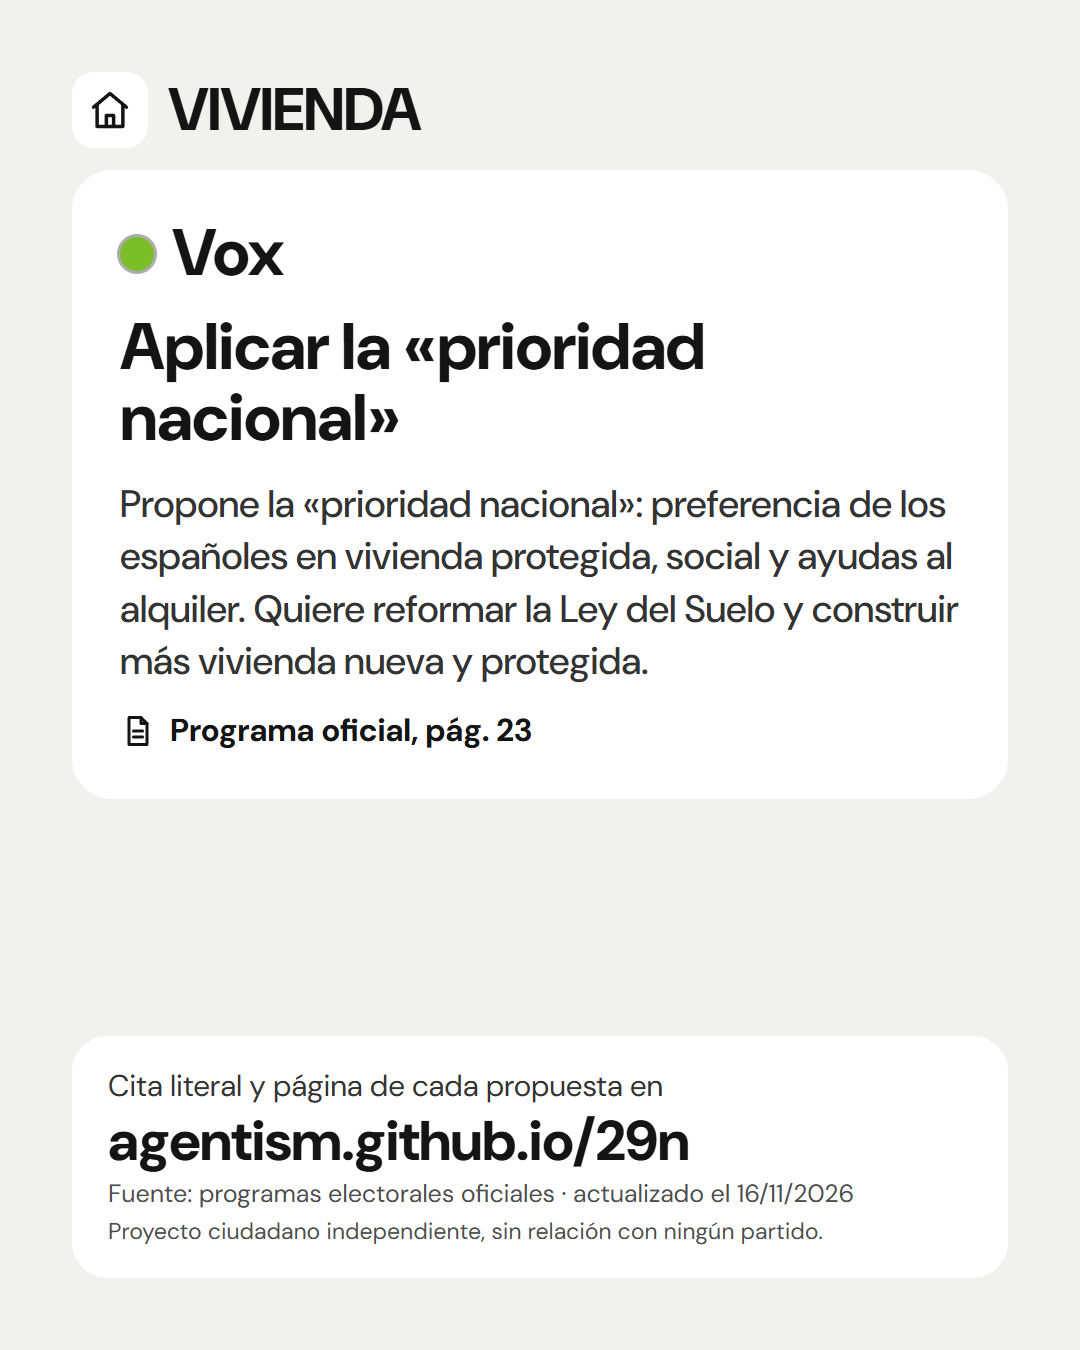 VIVIENDA
Vox
Aplicar la «prioridad
nacional»
Propone la «prioridad nacional»: preferencia de los
españoles en vivienda protegida, social y ayudas al
alquiler. Quiere reformar la Ley del Suelo y construir
más vivienda nueva y protegida.
Programa oficial, pág. 23
Cita literal y página de cada propuesta en
agentism.github.io/29n
Fuente: programas electorales oficiales · actualizado el 16/11/2026
Proyecto ciudadano independiente, sin relación con ningún partido.